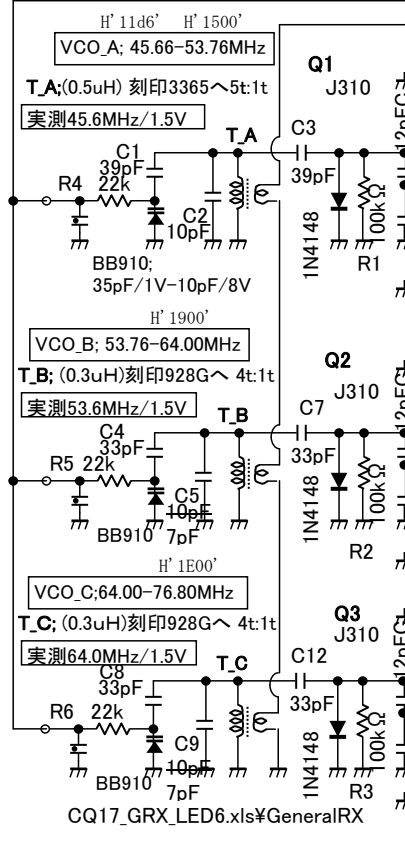 H'11d6' H'1500'
VCO_A; 45.66-53.76MHz
Q1
J310
T_A;(0.5uH) 刻印3365へ5t:1t
実測45.6MHz/1.5V
T_A
C3
39pF
C1
39pF
R4 22k
C2
10pF
1N4148
100kΩ
R1
12pF
BB910;
35pF/1V-10pF/8V
H'1900'
VCO_B; 53.76-64.00MHz
Q2
J310
T_B; (0.3uH)刻印928Gへ 4t:1t
実測53.6MHz/1.5V
T_B
C7
33pF
C4
33pF
R5 22k
C5
10pF
7pF
BB910
1N4148
100kΩ
R2
12pF
H'1E00'
VCO_C;64.00-76.80MHz
Q3
J310
T_C; (0.3uH)刻印928Gへ 4t:1t
実測64.0MHz/1.5V
T_C
C12
33pF
C8
33pF
R6 22k
C9
10pF
7pF
BB910
1N4148
100kΩ
R3
12pF
CQ17_GRX_LED6.xls¥GeneralRX